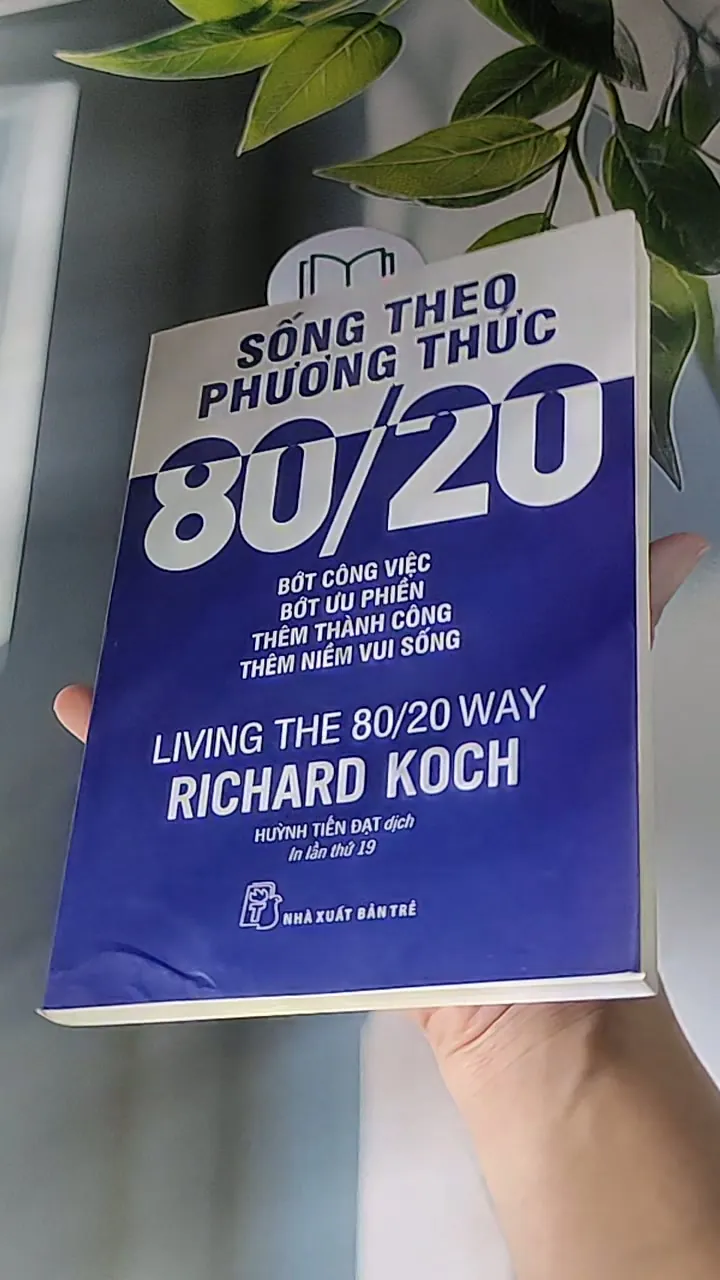 SỐNG THEO
PHƯƠNG THỨC
80/20
BỚT CÔNG VIỆC
BỚT ƯU PHIỀN
THÊM THÀNH CÔNG
THÊM NIỀM VUI SỐNG
LIVING THE 80/20 WAY
RICHARD KOCH
HUỲNH TIẾN ĐẠT dịch
In lần thứ 19
NHÀ XUẤT BẢN TRẺ